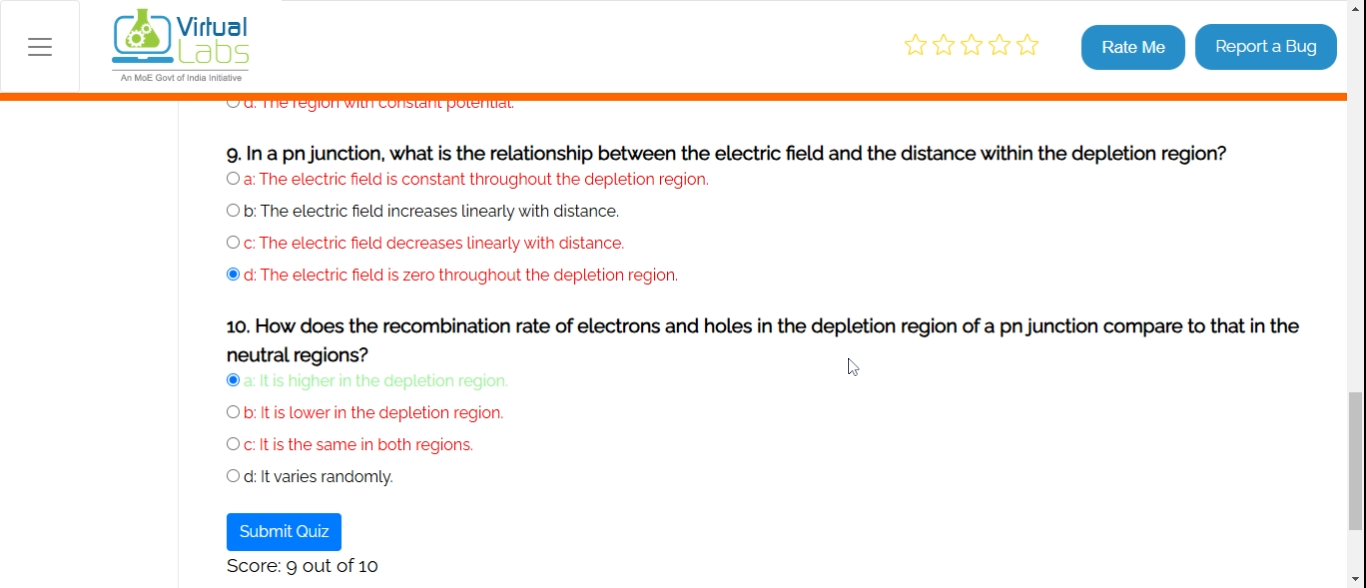 Virtual
Labs
An MoE Govt of India Initiative
Rate Me
Report a Bug
d: The region with constant potential.
9. In a pn junction, what is the relationship between the electric field and the distance within the depletion region?
a: The electric field is constant throughout the depletion region.
b: The electric field increases linearly with distance.
c: The electric field decreases linearly with distance.
d: The electric field is zero throughout the depletion region.
10. How does the recombination rate of electrons and holes in the depletion region of a pn junction compare to that in the
neutral regions?
a: It is higher in the depletion region.
b: It is lower in the depletion region.
c: It is the same in both regions.
d: It varies randomly.
Submit Quiz
Score: 9 out of 10